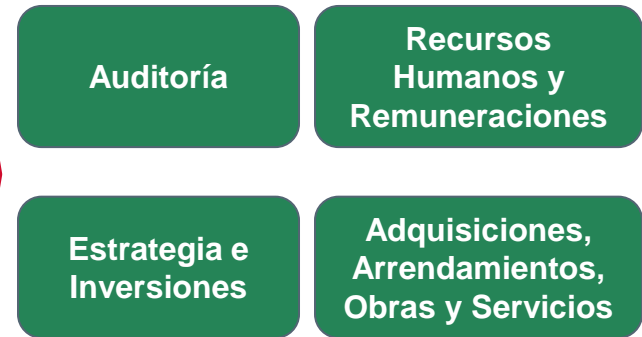 Auditoría
Recursos
Humanos y
Remuneraciones
Estrategia e
Inversiones
Adquisiciones,
Arrendamientos,
Obras y Servicios